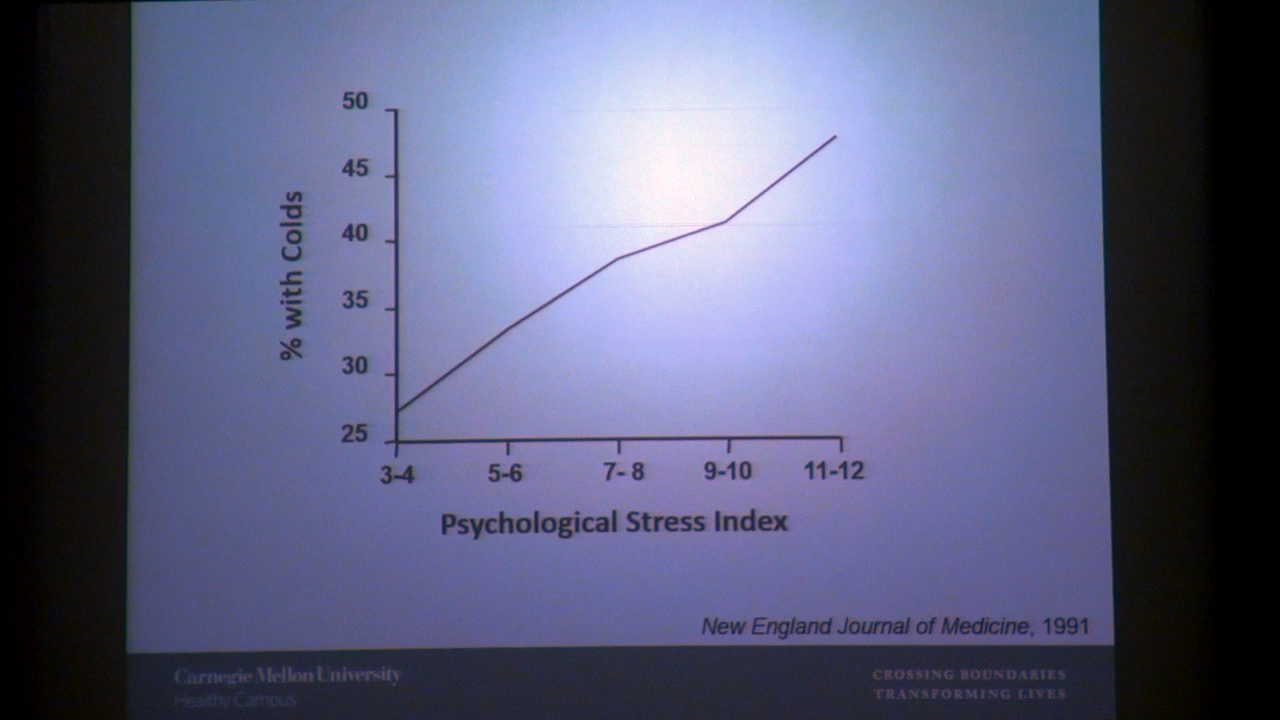 50
45
40
35
30
25
% with Colds
3-4
5-6
7- 8
9-10
11-12
Psychological Stress Index
New England Journal of Medicine, 1991
Carnegie Mellon University
Healthy Campus
CROSSING BOUNDARIES
TRANSFORMING LIVES